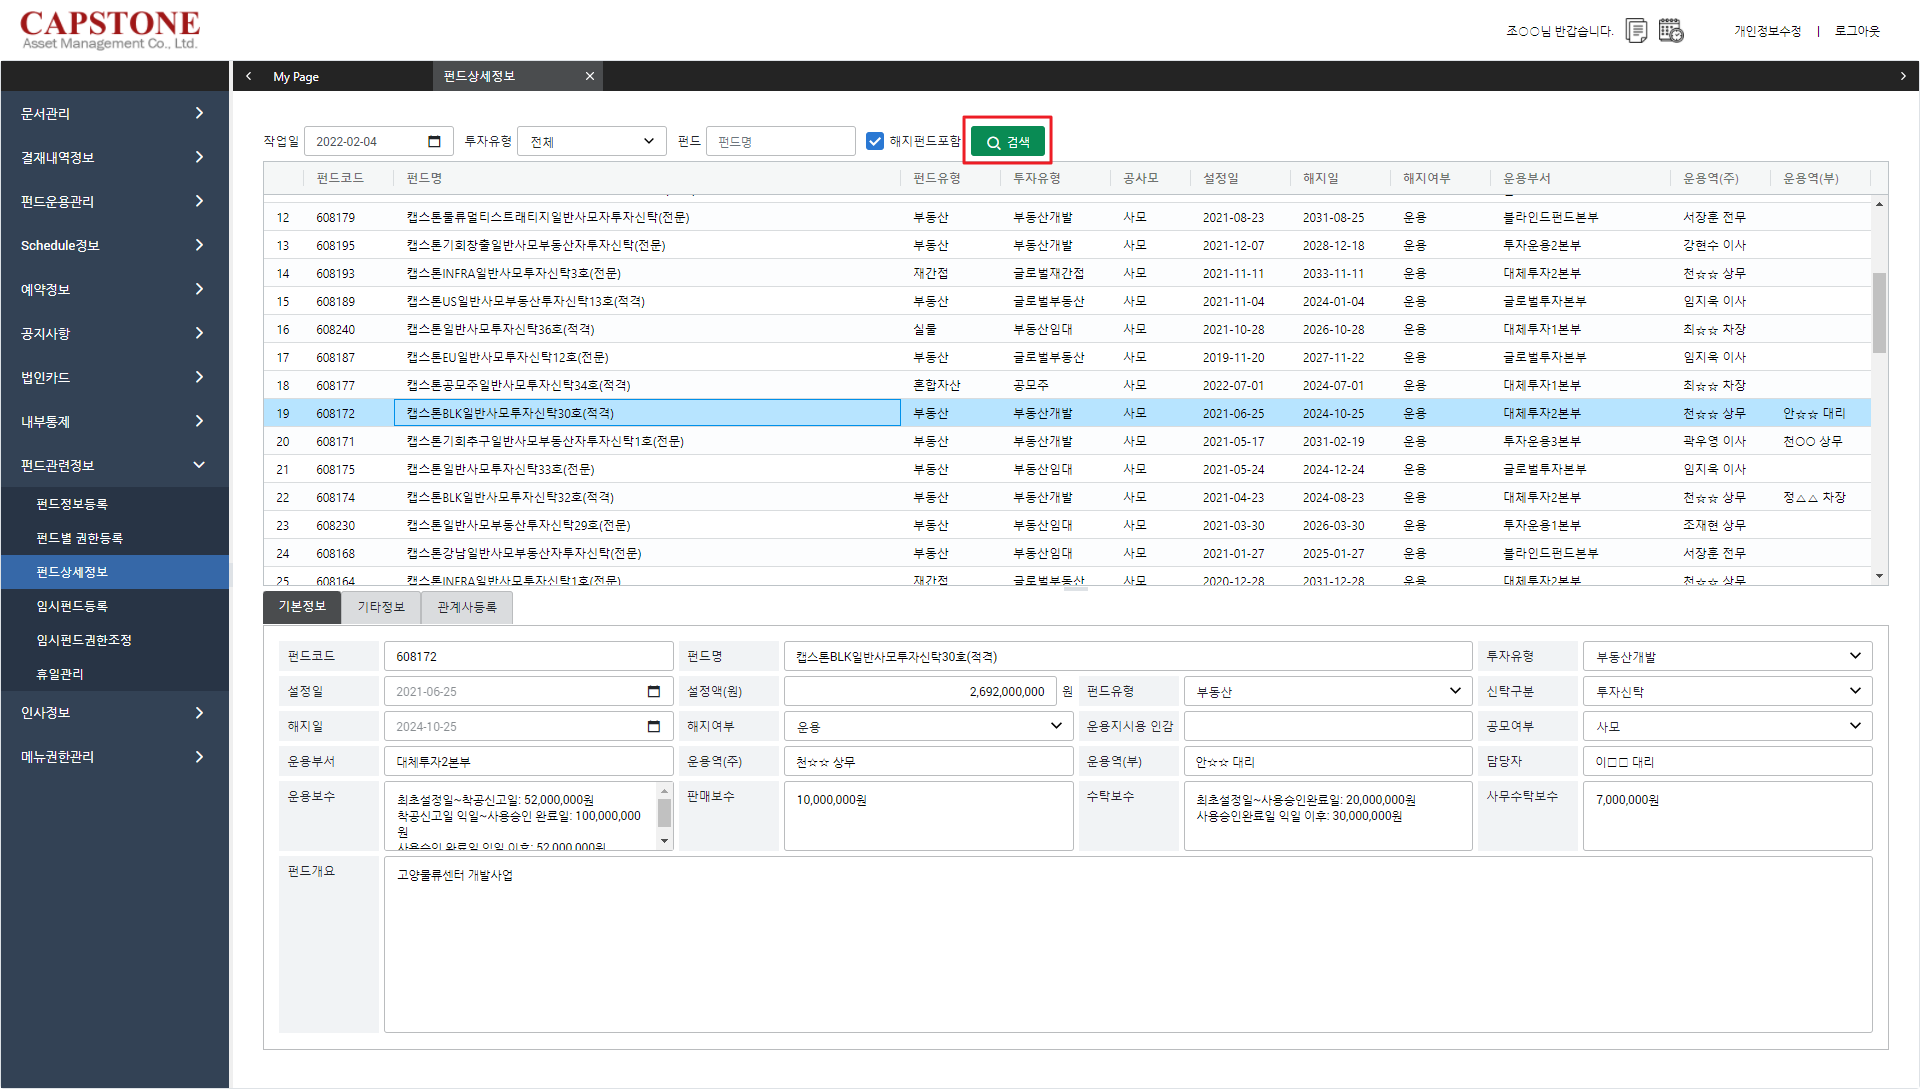 CAPSTONE
Asset Management Co., Ltd.
조○○님 반갑습니다.
개인정보수정 | 로그아웃
My Page
펀드상세정보
문서관리
결재내역정보
펀드운용관리
Schedule정보
예약정보
공지사항
법인카드
내부통제
펀드관련정보
펀드정보등록
펀드별 권한등록
펀드상세정보
임시펀드등록
임시펀드권한조정
휴일관리
인사정보
메뉴권한관리
작업일 2022-02-04 투자유형 전체 펀드 펀드명 해지펀드포함 검색
펀드코드 펀드명 펀드유형 투자유형 공사모 설정일 해지일 해지여부 운용부서 운용역(주) 운용역(부)
12 608179 캡스톤물류멀티스트래티지일반사모자투자신탁(전문) 부동산 부동산개발 사모 2021-08-23 2031-08-25 운용 블라인드펀드본부 서장훈 전무
13 608195 캡스톤기회창출일반사모부동산자투자신탁(전문) 부동산 부동산개발 사모 2021-12-07 2028-12-18 운용 투자운용2본부 강현수 이사
14 608193 캡스톤INFRA일반사모투자신탁3호(전문) 재간접 글로벌재간접 사모 2021-11-11 2033-11-11 운용 대체투자2본부 천☆☆ 상무
15 608189 캡스톤US일반사모부동산투자신탁13호(적격) 부동산 글로벌부동산 사모 2021-11-04 2024-01-04 운용 글로벌투자본부 임지욱 이사
16 608240 캡스톤일반사모투자신탁36호(적격) 실물 부동산임대 사모 2021-10-28 2026-10-28 운용 대체투자1본부 최☆☆ 차장
17 608187 캡스톤EU일반사모투자신탁12호(전문) 부동산 글로벌부동산 사모 2019-11-20 2027-11-22 운용 글로벌투자본부 임지욱 이사
18 608177 캡스톤공모주일반사모투자신탁34호(적격) 혼합자산 공모주 사모 2022-07-01 2024-07-01 운용 대체투자1본부 최☆☆ 차장
19 608172 캡스톤BLK일반사모투자신탁30호(적격) 부동산 부동산개발 사모 2021-06-25 2024-10-25 운용 대체투자2본부 천☆☆ 상무 안☆☆ 대리
20 608171 캡스톤기회추구일반사모부동산자투자신탁1호(전문) 부동산 부동산개발 사모 2021-05-17 2031-02-19 운용 투자운용3본부 곽우영 이사 천○○ 상무
21 608175 캡스톤일반사모투자신탁33호(전문) 부동산 부동산임대 사모 2021-05-24 2024-12-24 운용 글로벌투자본부 임지욱 이사
22 608174 캡스톤BLK일반사모투자신탁32호(적격) 부동산 부동산개발 사모 2021-04-23 2024-08-23 운용 대체투자2본부 천☆☆ 상무 정△△ 차장
23 608230 캡스톤일반사모부동산투자신탁29호(전문) 부동산 부동산임대 사모 2021-03-30 2026-03-30 운용 투자운용1본부 조재현 상무
24 608168 캡스톤강남일반사모부동산자투자신탁(전문) 부동산 부동산임대 사모 2021-01-27 2025-01-27 운용 블라인드펀드본부 서장훈 전무
25 608164 캡스톤INFRA일반사모투자신탁1호(전문) 재간접 글로벌부동산 사모 2020-12-28 2031-12-28 운용 대체투자2본부 천☆☆ 상무
기본정보 기타정보 관계사등록
펀드코드 608172 펀드명 캡스톤BLK일반사모투자신탁30호(적격) 투자유형 부동산개발
설정일 2021-06-25 설정액(원) 2,692,000,000 원 펀드유형 부동산 신탁구분 투자신탁
해지일 2024-10-25 해지여부 운용 운용지시용 인감 공모여부 사모
운용부서 대체투자2본부 운용역(주) 천☆☆ 상무 운용역(부) 안☆☆ 대리 담당자 이□□ 대리
운용보수
최초설정일~착공신고일: 52,000,000원
착공신고일 익일~사용승인 완료일: 100,000,000
원
사용승인 완료일 익일 이후: 52,000,000원
판매보수 10,000,000원
수탁보수
최초설정일~사용승인완료일: 20,000,000원
사용승인완료일 익일 이후: 30,000,000원
사무수탁보수 7,000,000원
펀드개요 고양물류센터 개발사업